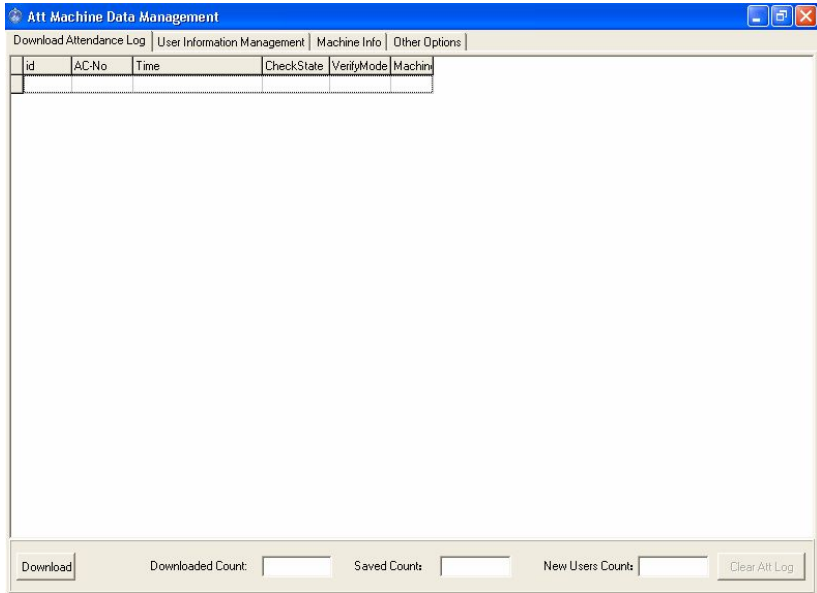 Att Machine Data Management
Download Attendance Log User Information Management Machine Info Other Options
id AC-No Time CheckState VerifyMode Machin
Download Downloaded Count: Saved Count: New Users Count: Clear Att Log